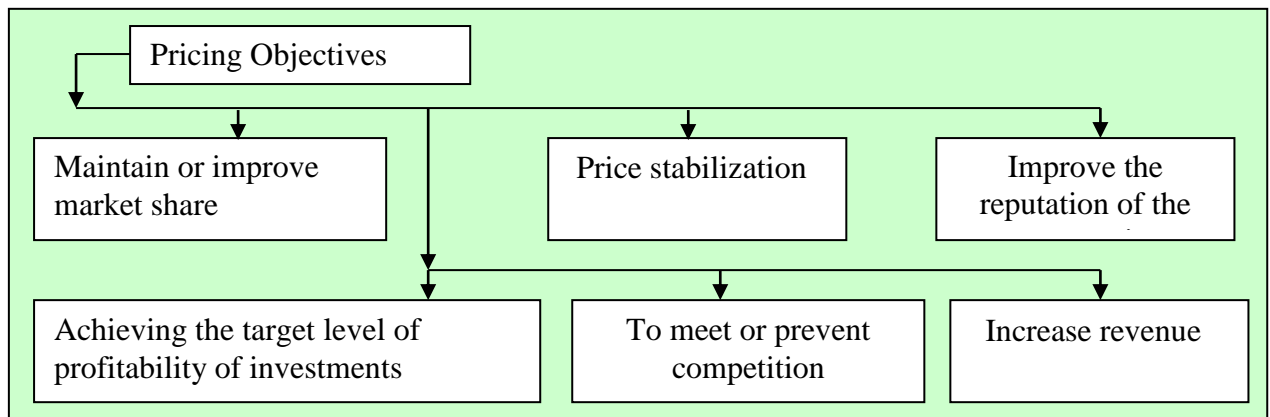 Pricing Objectives
Maintain or improve
market share
Price stabilization
Improve the
reputation of the
Achieving the target level of
profitability of investments
To meet or prevent
competition
Increase revenue